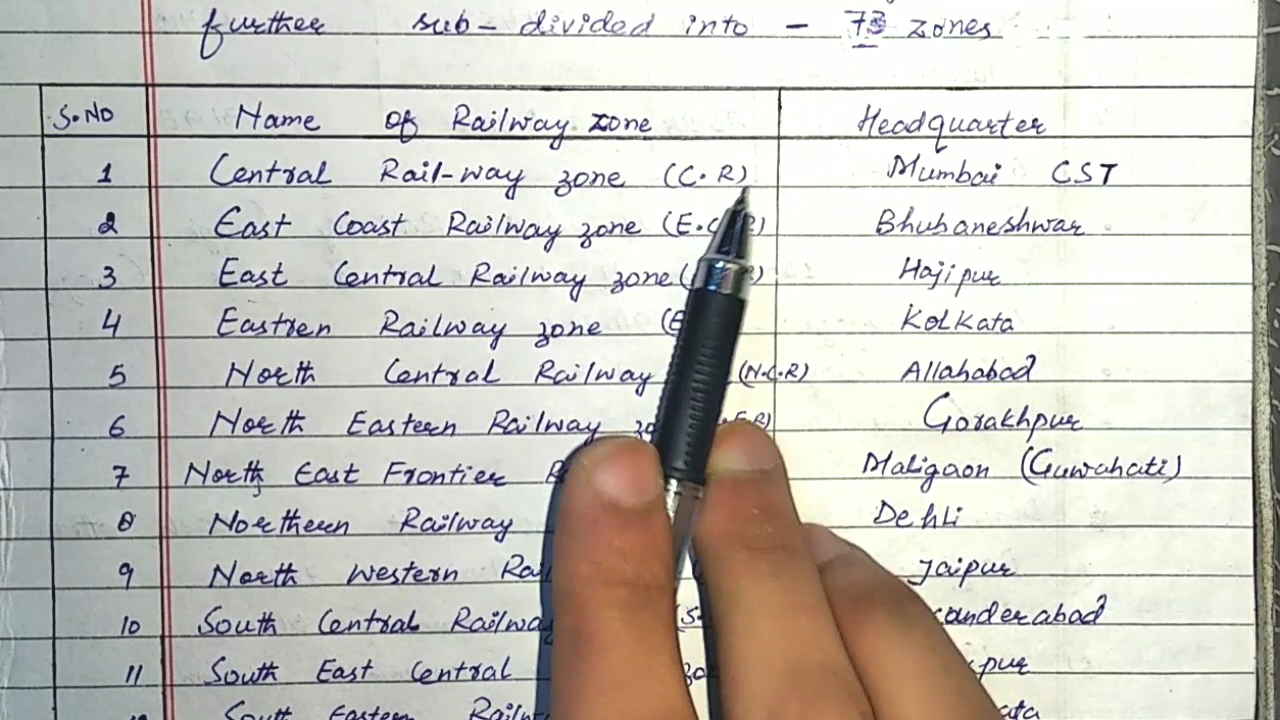 further sub-divided into - 73 zones
S.NO Name of Railway zone Headquarter
1 Central Rail-way zone (C.R) Mumbai CST
2 East Coast Railway zone Bhubaneshwar
3 East Central Railway zone Hajipur
4 Eastren Railway zone Kolkata
5 North Central Railway (N.C.R) Allahabad
6 North Eastern Railway Gorakhpur
7 North East Frontier Maligaon (Guwahati)
8 Northern Railway Dehli
9 North Western Jaipur
10 South Central Railway
11 South East Central
South Eastern